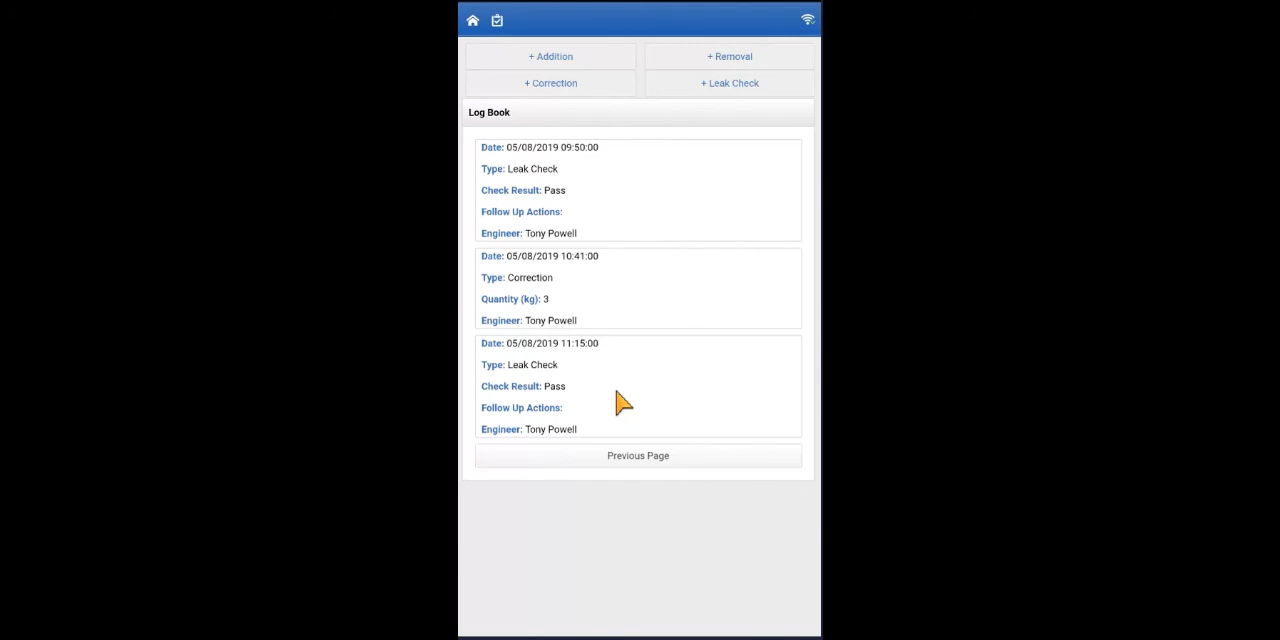 + Addition
+ Removal
+ Correction
+ Leak Check
Log Book
Date: 05/08/2019 09:50:00
Type: Leak Check
Check Result: Pass
Follow Up Actions:
Engineer: Tony Powell
Date: 05/08/2019 10:41:00
Type: Correction
Quantity (kg): 3
Engineer: Tony Powell
Date: 05/08/2019 11:15:00
Type: Leak Check
Check Result: Pass
Follow Up Actions:
Engineer: Tony Powell
Previous Page